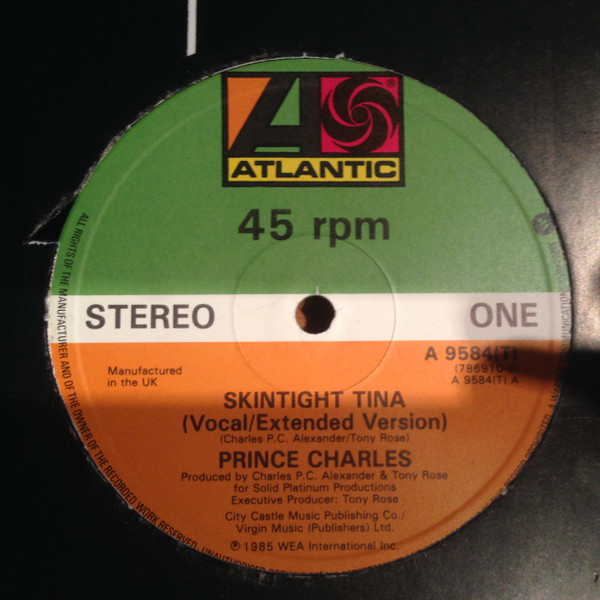 ATLANTIC
45 rpm
STEREO
ONE
A 9584(T)
(786910-0)
A 9584(T) A
Manufactured
in the UK
SKINTIGHT TINA
(Vocal/Extended Version)
(Charles P.C. Alexander/Tony Rose)
PRINCE CHARLES
Produced by Charles P.C. Alexander & Tony Rose
for Solid Platinum Productions
Executive Producer: Tony Rose
City Castle Music Publishing Co./
Virgin Music (Publishers) Ltd.
℗ 1985 WEA International Inc.
ALL RIGHTS OF THE MANUFACTURER AND OF THE OWNER OF THE RECORDED WORK RESERVED. UNAUTHORISED
A WARNER COMMUNICATIONS